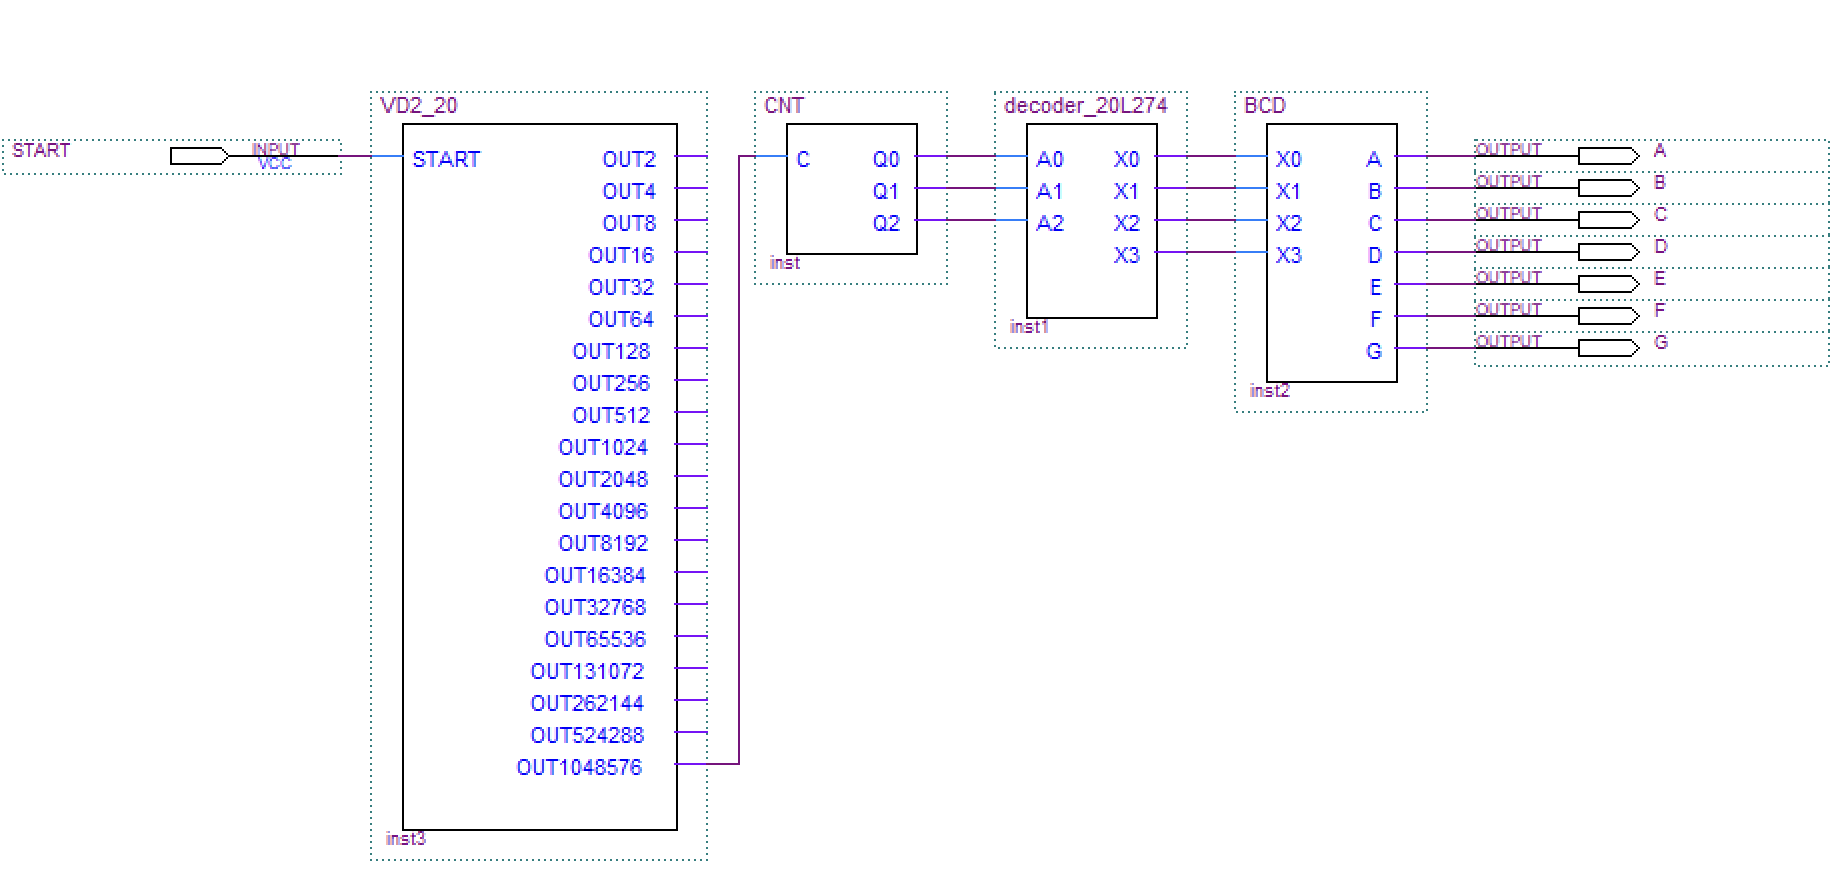 START
INPUT
VCC
VD2_20
START
OUT2
OUT4
OUT8
OUT16
OUT32
OUT64
OUT128
OUT256
OUT512
OUT1024
OUT2048
OUT4096
OUT8192
OUT16384
OUT32768
OUT65536
OUT131072
OUT262144
OUT524288
OUT1048576
inst3
CNT
C Q0
Q1
Q2
inst
decoder_20L274
A0 X0
A1 X1
A2 X2
X3
inst1
BCD
X0 A
X1 B
X2 C
X3 D
E
F
G
inst2
OUTPUT A
OUTPUT B
OUTPUT C
OUTPUT D
OUTPUT E
OUTPUT F
OUTPUT G